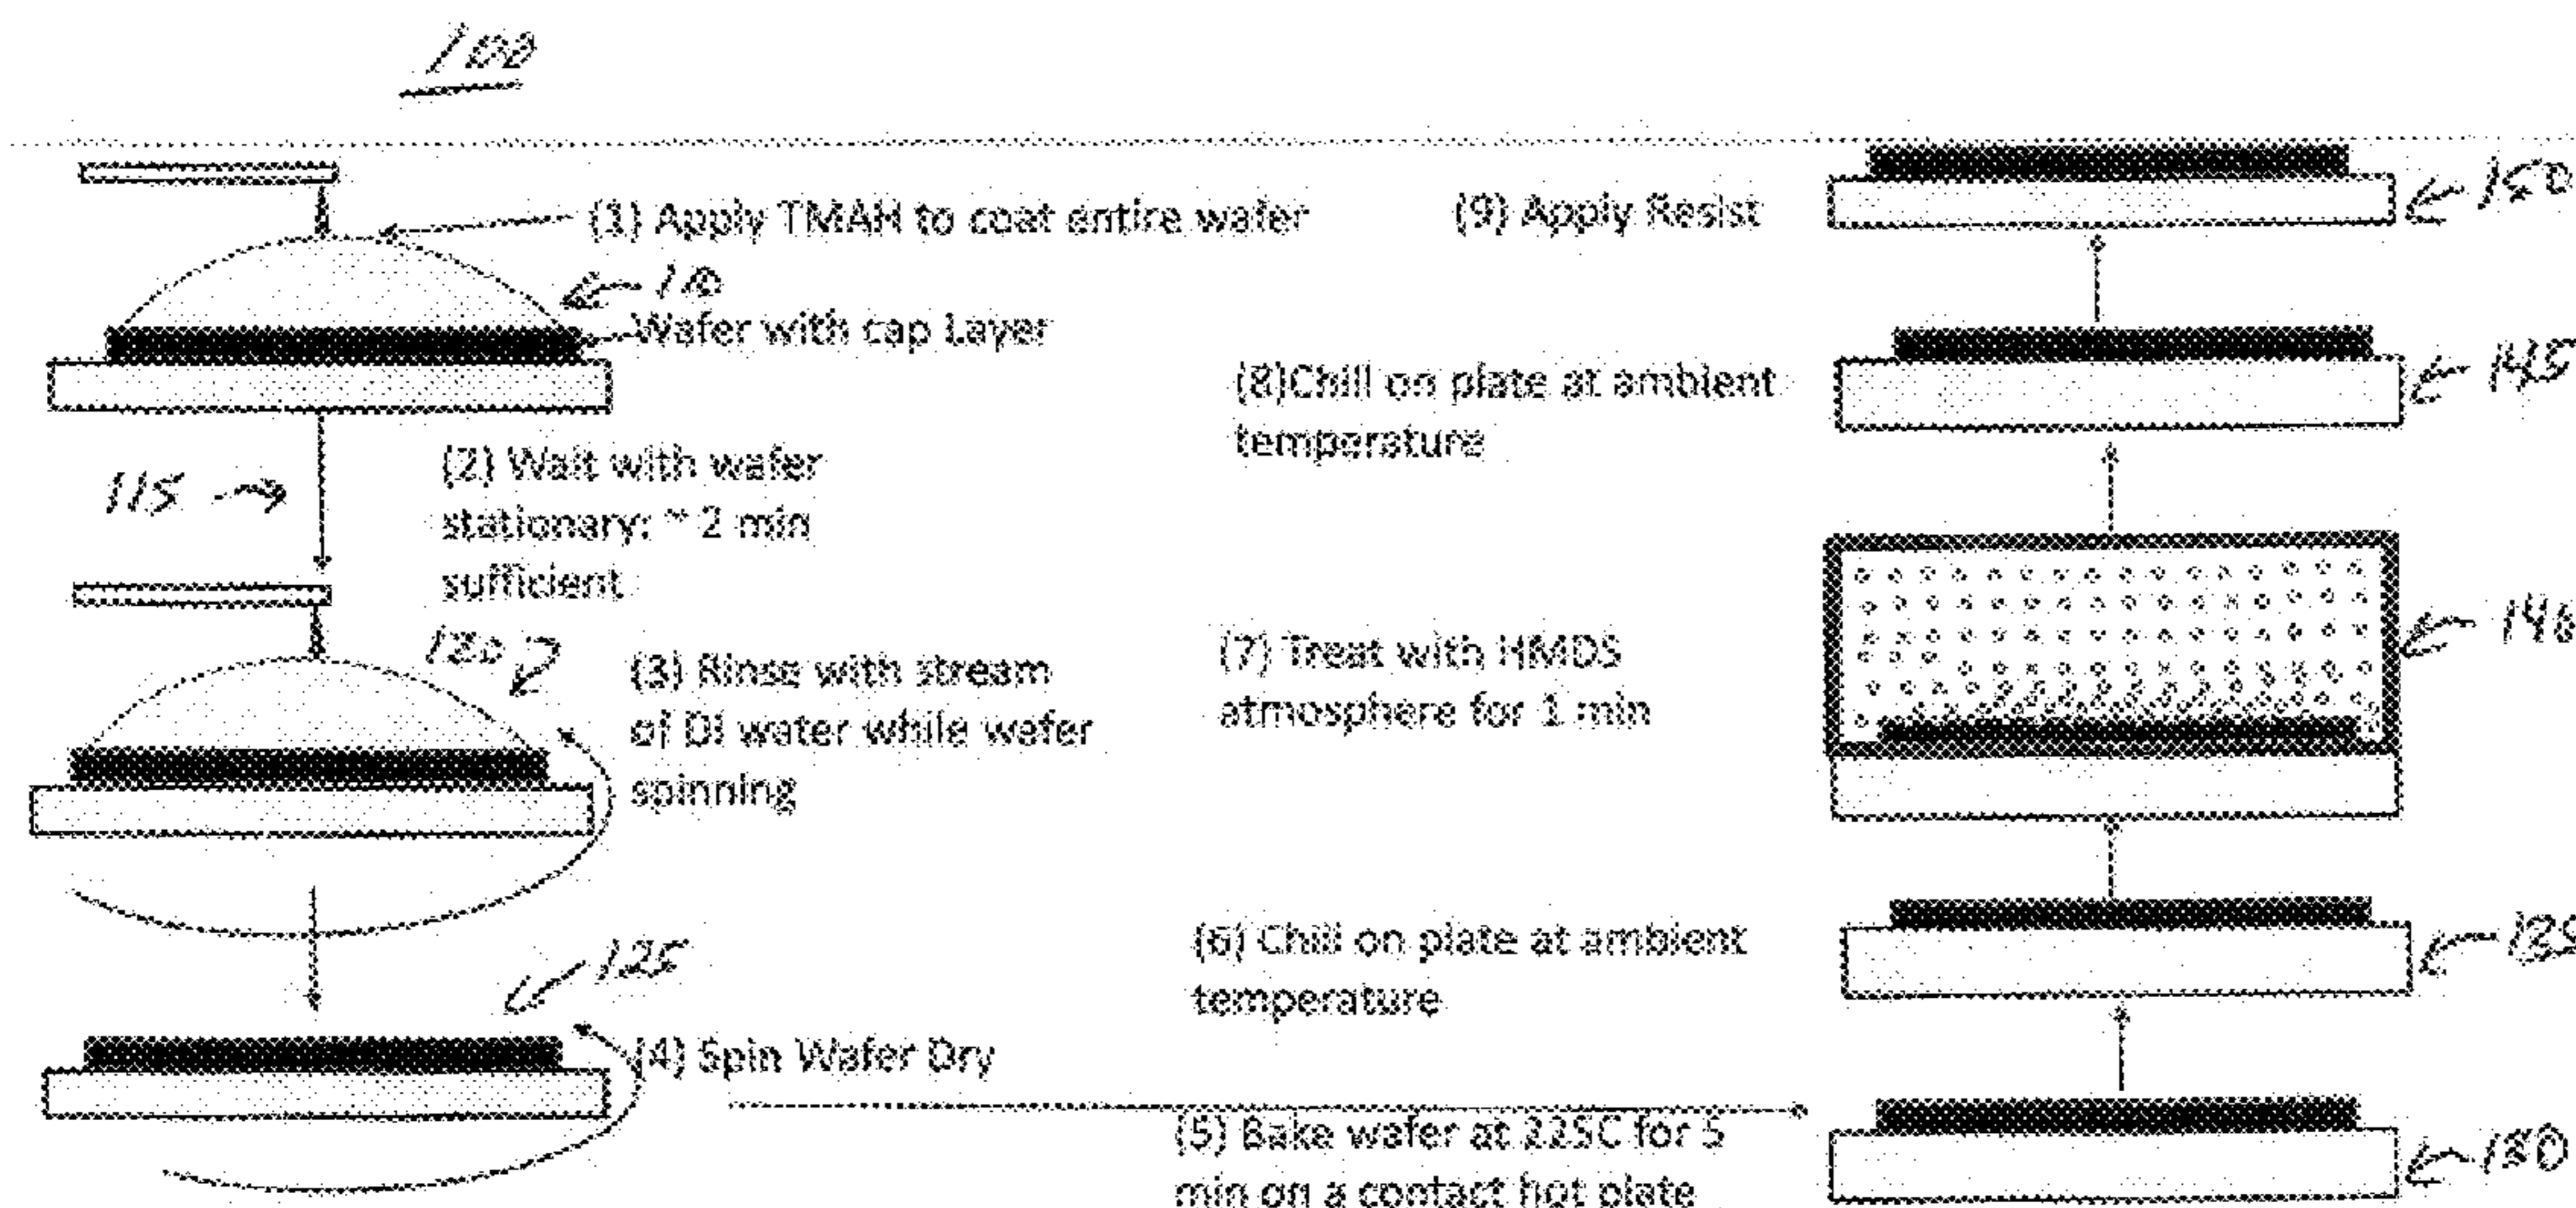 100
(1) Apply TMAH to coat entire wafer
110
Wafer with cap Layer
115
(2) Wait with wafer
stationary; ~ 2 min
sufficient
120
(3) Rinse with stream
of DI water while wafer
spinning
125
(4) Spin Wafer Dry
(5) Bake wafer at 225C for 5
min on a contact hot plate
130
(6) Chill on plate at ambient
temperature
135
(7) Treat with HMDS
atmosphere for 1 min
140
(8)Chill on plate at ambient
temperature
145
(9) Apply Resist
150